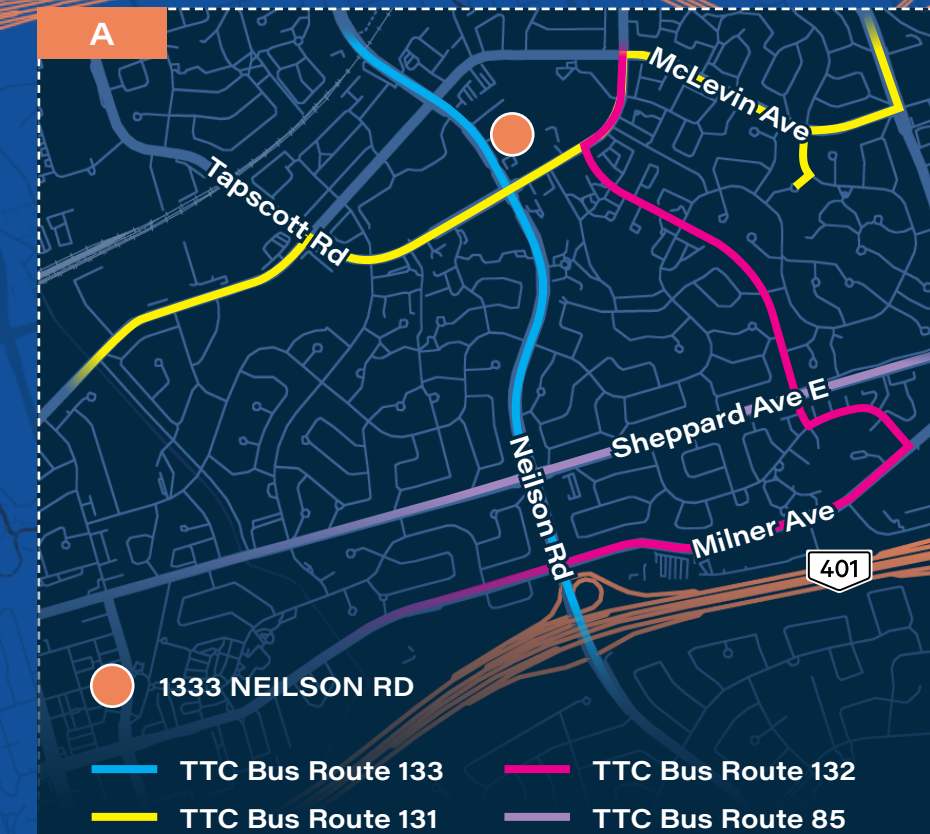 A
McLevin Ave
Tapscott Rd
Sheppard Ave E
Neilson Rd
Milner Ave
401
1333 NEILSON RD
TTC Bus Route 133
TTC Bus Route 132
TTC Bus Route 131
TTC Bus Route 85